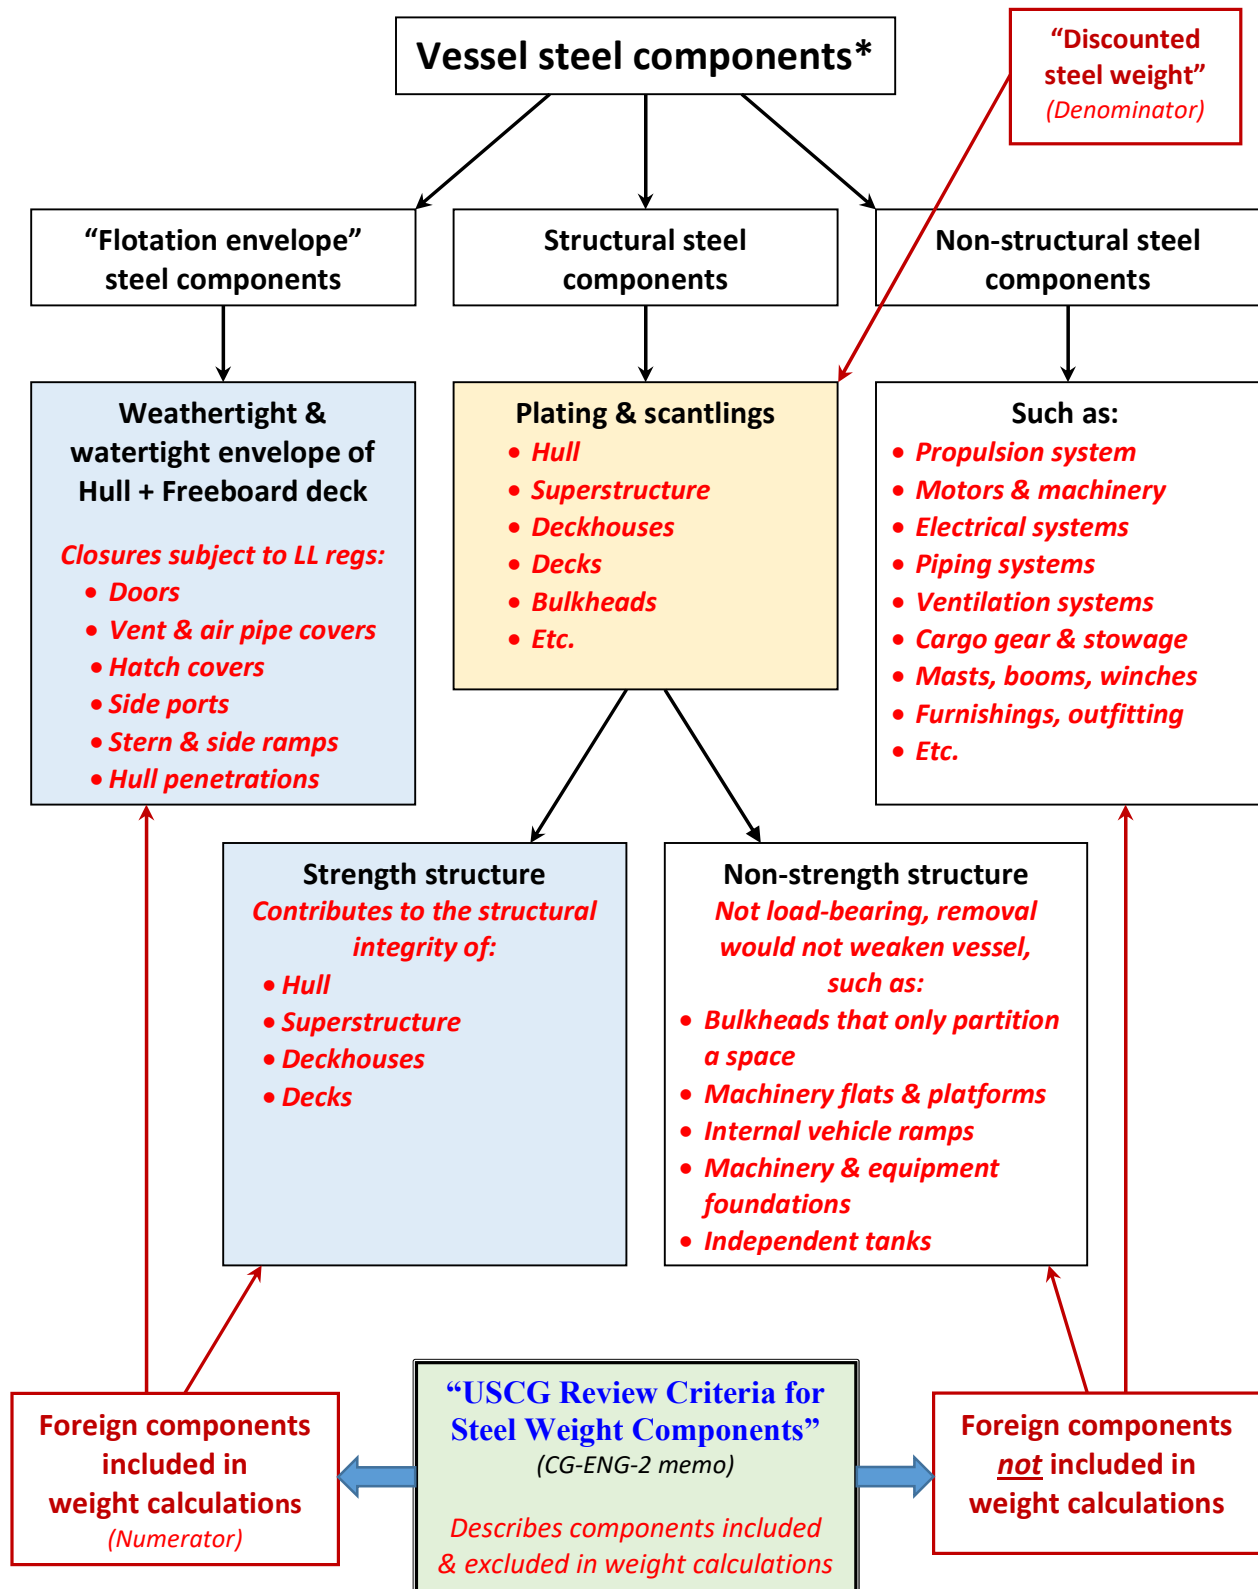 Vessel steel components*
“Discounted
steel weight”
(Denominator)
“Flotation envelope”
steel components
Structural steel
components
Non-structural steel
components
Weathertight &
watertight envelope of
Hull + Freeboard deck
Closures subject to LL regs:
• Doors
• Vent & air pipe covers
• Hatch covers
• Side ports
• Stern & side ramps
• Hull penetrations
Plating & scantlings
• Hull
• Superstructure
• Deckhouses
• Decks
• Bulkheads
• Etc.
Such as:
• Propulsion system
• Motors & machinery
• Electrical systems
• Piping systems
• Ventilation systems
• Cargo gear & stowage
• Masts, booms, winches
• Furnishings, outfitting
• Etc.
Strength structure
Contributes to the structural
integrity of:
• Hull
• Superstructure
• Deckhouses
• Decks
Non-strength structure
Not load-bearing, removal
would not weaken vessel,
such as:
• Bulkheads that only partition
a space
• Machinery flats & platforms
• Internal vehicle ramps
• Machinery & equipment
foundations
• Independent tanks
Foreign components
included in
weight calculations
(Numerator)
“USCG Review Criteria for
Steel Weight Components”
(CG-ENG-2 memo)
Describes components included
& excluded in weight calculations
Foreign components
not included in
weight calculations